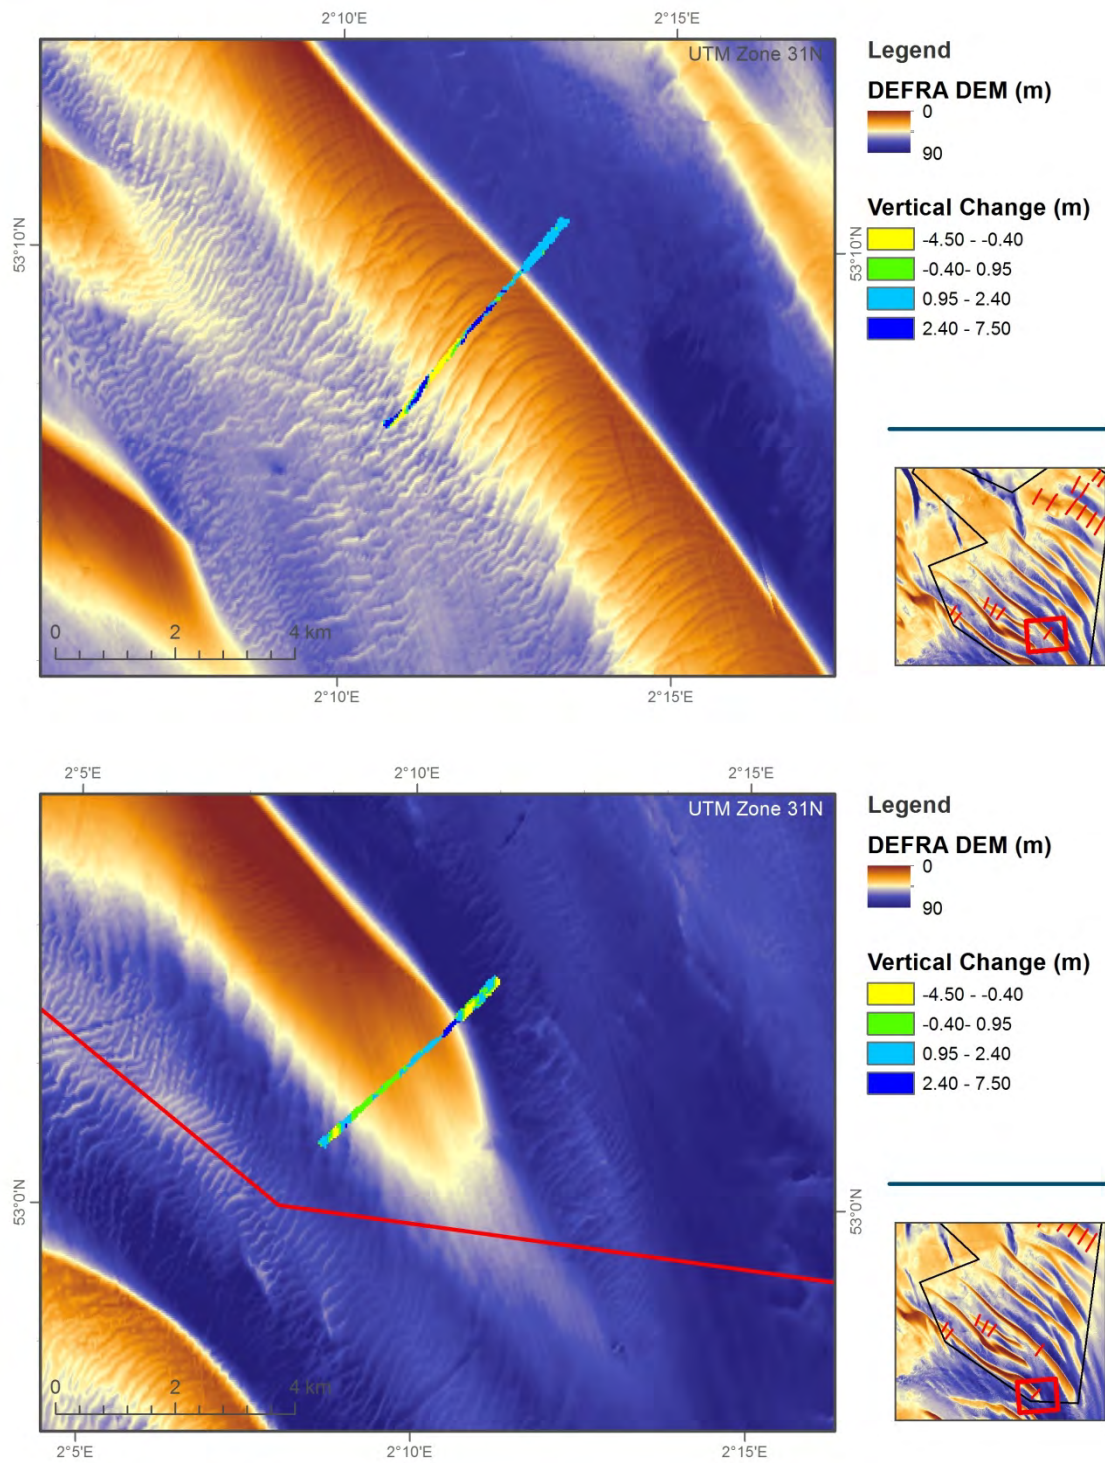 2°10'E 2°15'E
UTM Zone 31N
Legend
DEFRA DEM (m)
0
90
Vertical Change (m)
-4.50 - -0.40
-0.40- 0.95
0.95 - 2.40
2.40 - 7.50
53°10'N 53°10'N
0 2 4 km
2°10'E 2°15'E
2°5'E 2°10'E 2°15'E
UTM Zone 31N
Legend
DEFRA DEM (m)
0
90
Vertical Change (m)
-4.50 - -0.40
-0.40- 0.95
0.95 - 2.40
2.40 - 7.50
53°0'N 53°0'N
0 2 4 km
2°5'E 2°10'E 2°15'E